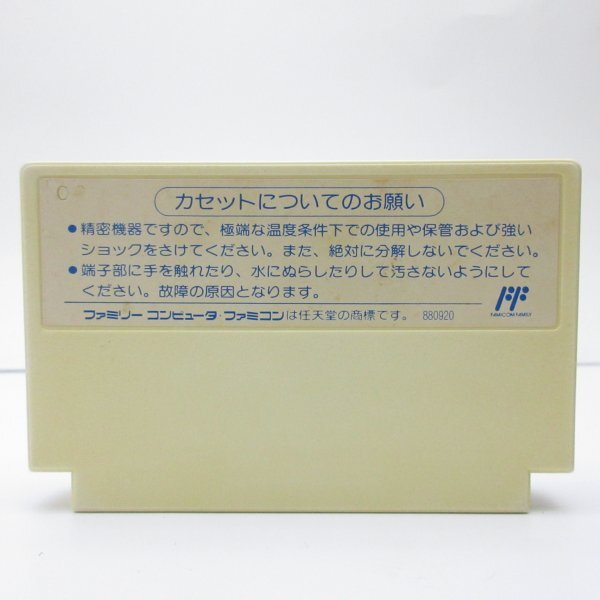 カセットについてのお願い
●精密機器ですので、極端な温度条件下での使用や保管および強い
ショックをさけてください。また、絶対に分解しないでください。
●端子部に手を触れたり、水にぬらしたりして汚さないようにして
ください。故障の原因となります。
FAMICOM FAMILY
ファミリー コンピュータ・ファミコンは任天堂の商標です。 880920